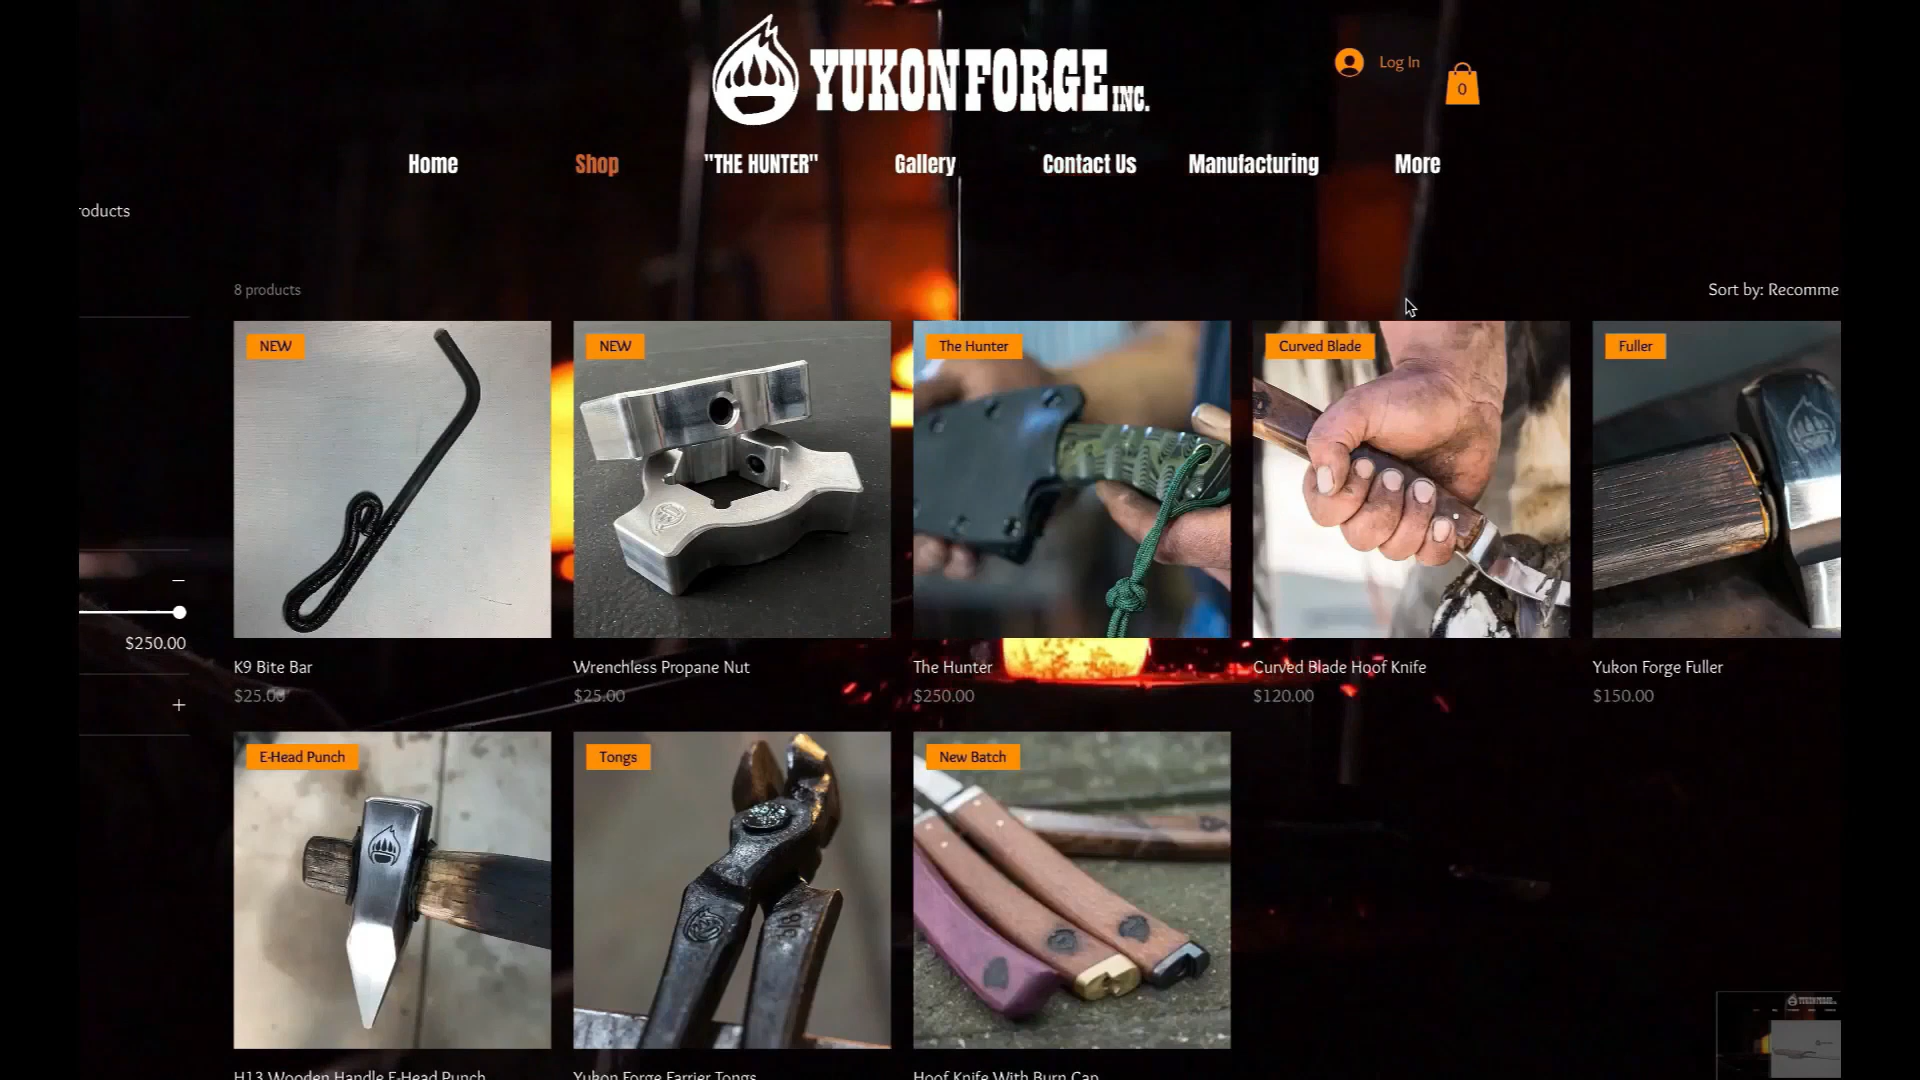 YUKON FORGE INC.
Log In
0
Home
Shop
"THE HUNTER"
Gallery
Contact Us
Manufacturing
More
roducts
8 products
Sort by: Recomme
NEW
NEW
The Hunter
Curved Blade
Fuller
$250.00
K9 Bite Bar
Wrenchless Propane Nut
The Hunter
Curved Blade Hoof Knife
Yukon Forge Fuller
$25.00
$25.00
$250.00
$120.00
$150.00
E-Head Punch
Tongs
New Batch
H13 Wooden Handle E-Head Punch
Yukon Forge Farrier Tongs
Hoof Knife With Burn Cap